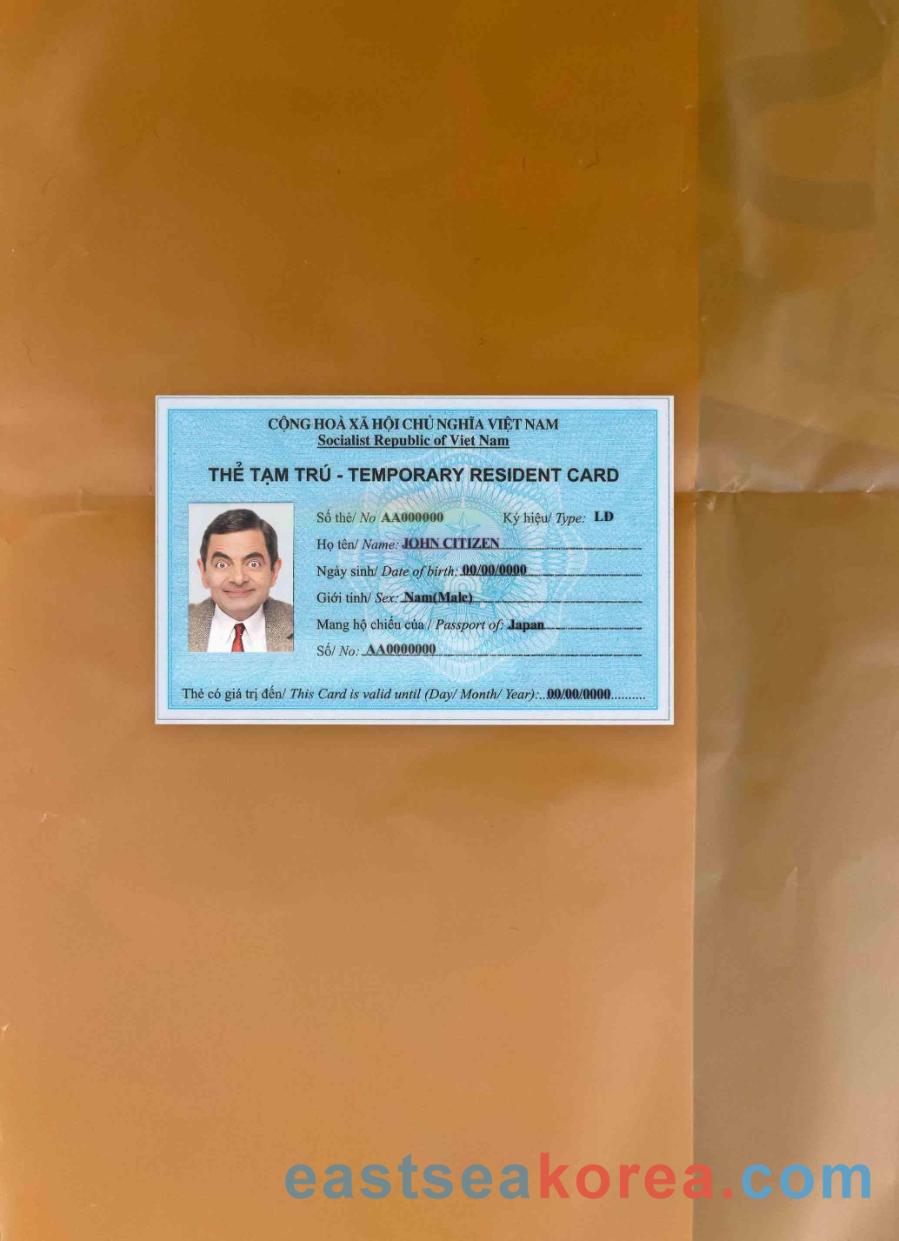 CỘNG HOÀ XÃ HỘI CHỦ NGHĨA VIỆT NAM
Socialist Republic of Viet Nam
THẺ TẠM TRÚ - TEMPORARY RESIDENT CARD
Số thẻ/ No AA000000 Ký hiệu/ Type: LD
Họ tên/ Name: JOHN CITIZEN
Ngày sinh/ Date of birth: 00/00/0000
Giới tính/ Sex: Nam(Male)
Mang hộ chiếu của / Passport of: Japan
Số/ No: AA0000000
Thẻ có giá trị đến/ This Card is valid until (Day/ Month/ Year):..00/00/0000..........
eastseakorea.com